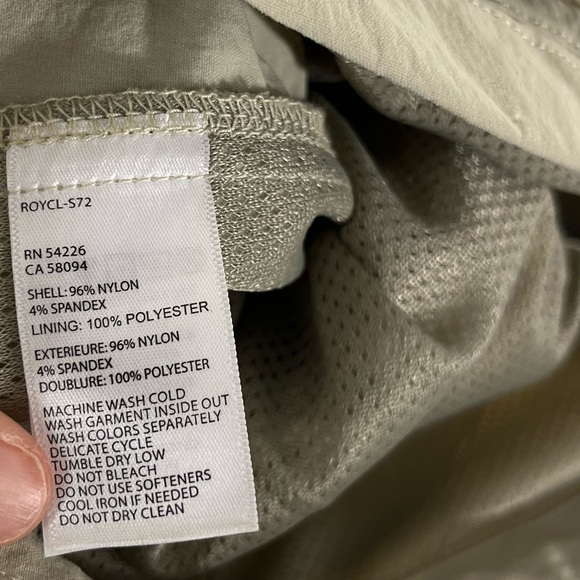 ROYCL-S72
RN 54226
CA 58094
SHELL: 96% NYLON
4% SPANDEX
LINING: 100% POLYESTER
EXTERIEURE: 96% NYLON
4% SPANDEX
DOUBLURE: 100% POLYESTER
MACHINE WASH COLD
WASH GARMENT INSIDE OUT
WASH COLORS SEPARATELY
DELICATE CYCLE
TUMBLE DRY LOW
DO NOT BLEACH
DO NOT USE SOFTENERS
COOL IRON IF NEEDED
DO NOT DRY CLEAN